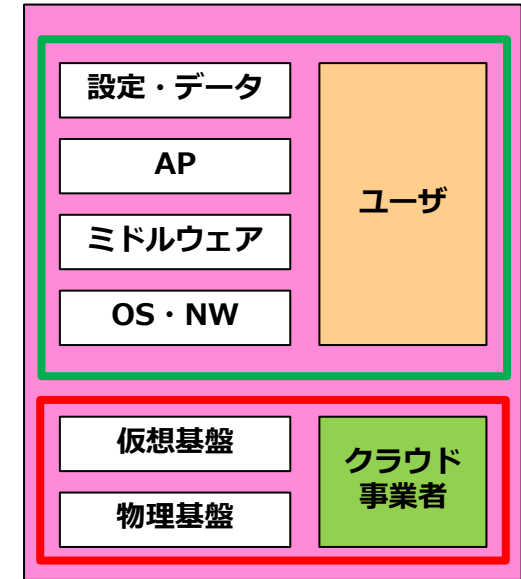 設定・データ
AP
ユーザ
ミドルウェア
OS・NW
仮想基盤
クラウド
事業者
物理基盤